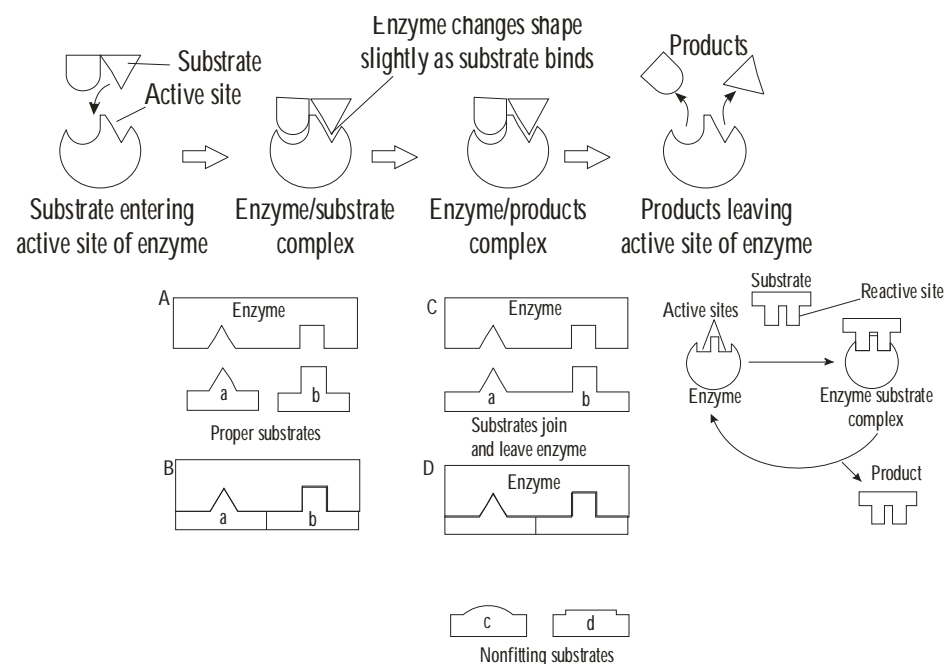 Enzyme changes shape
slightly as substrate binds
Substrate
Active site
Products
Substrate entering
active site of enzyme
Enzyme/substrate
complex
Enzyme/products
complex
Products leaving
active site of enzyme
A
Enzyme
a
b
Proper substrates
B
a
b
C
Enzyme
a
b
Substrates join
and leave enzyme
D
Enzyme
c
d
Nonfitting substrates
Substrate
Reactive site
Active sites
Enzyme
Enzyme substrate
complex
Product